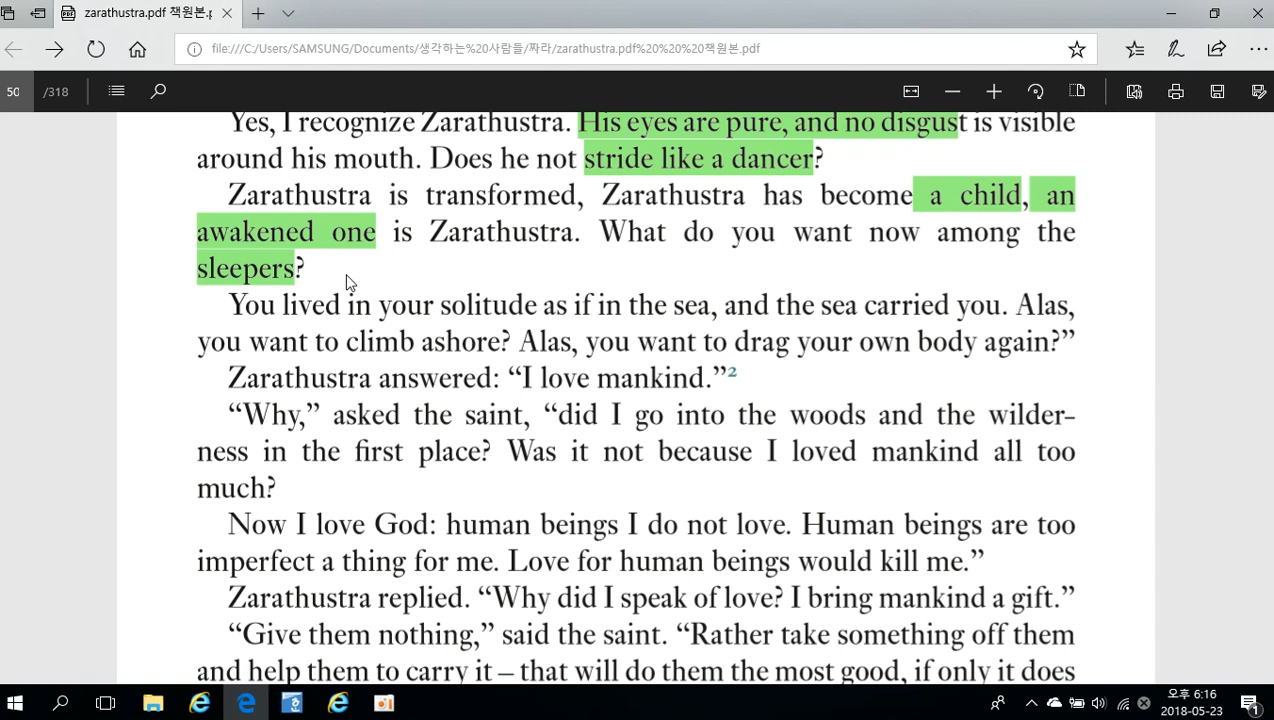 zarathustra.pdf 책원본.p
file:///C:/Users/SAMSUNG/Documents/생각하는%20사람들/짜라/zarathustra.pdf%20%20%20책원본.pdf
50 /318
Yes, I recognize Zarathustra. His eyes are pure, and no disgust is visible
around his mouth. Does he not stride like a dancer?
Zarathustra is transformed, Zarathustra has become a child, an
awakened one is Zarathustra. What do you want now among the
sleepers?
You lived in your solitude as if in the sea, and the sea carried you. Alas,
you want to climb ashore? Alas, you want to drag your own body again?”
Zarathustra answered: “I love mankind.”2
“Why,” asked the saint, “did I go into the woods and the wilder-
ness in the first place? Was it not because I loved mankind all too
much?
Now I love God: human beings I do not love. Human beings are too
imperfect a thing for me. Love for human beings would kill me.”
Zarathustra replied. “Why did I speak of love? I bring mankind a gift.”
“Give them nothing,” said the saint. “Rather take something off them
and help them to carry it – that will do them the most good, if only it does
오후 6:16
2018-05-23
1